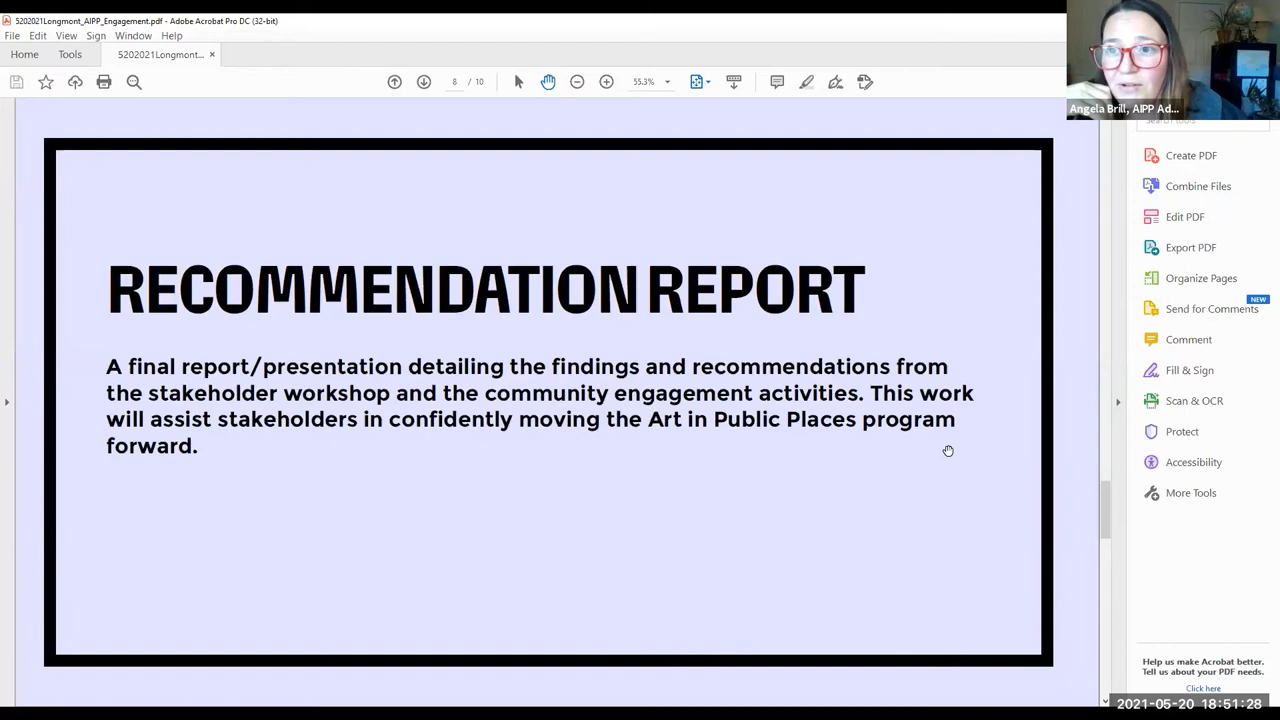 5202021Longmont_AIPP_Engagement.pdf - Adobe Acrobat Pro DC (32-bit)
File Edit View Sign Window Help
Home Tools 5202021Longmont... ×
8 / 10 55.3%
Angela Brill, AIPP Ad...
Search tools
Create PDF
Combine Files
Edit PDF
Export PDF
Organize Pages
NEW
Send for Comments
Comment
Fill & Sign
Scan & OCR
Protect
Accessibility
More Tools
RECOMMENDATION REPORT
A final report/presentation detailing the findings and recommendations from
the stakeholder workshop and the community engagement activities. This work
will assist stakeholders in confidently moving the Art in Public Places program
forward.
Help us make Acrobat better.
Tell us about your PDF needs.
Click here
2021-05-20 18:51:28